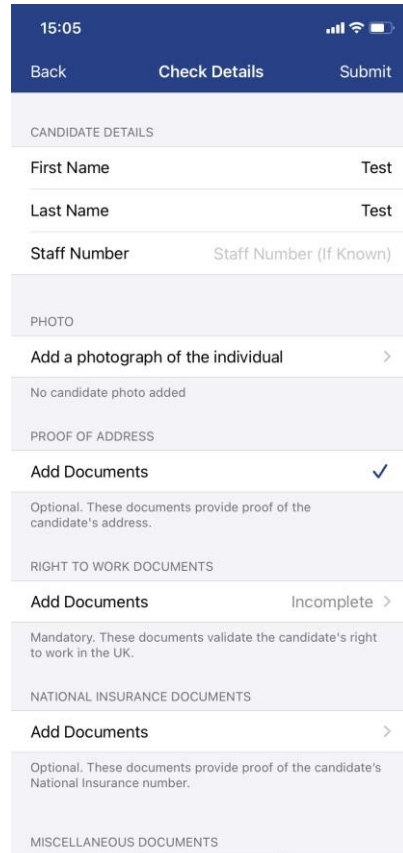 15:05
Back Check Details Submit
CANDIDATE DETAILS
First Name Test
Last Name Test
Staff Number Staff Number (If Known)
PHOTO
Add a photograph of the individual
No candidate photo added
PROOF OF ADDRESS
Add Documents
Optional. These documents provide proof of the
candidate's address.
RIGHT TO WORK DOCUMENTS
Add Documents Incomplete
Mandatory. These documents validate the candidate's right
to work in the UK.
NATIONAL INSURANCE DOCUMENTS
Add Documents
Optional. These documents provide proof of the candidate's
National Insurance number.
MISCELLANEOUS DOCUMENTS